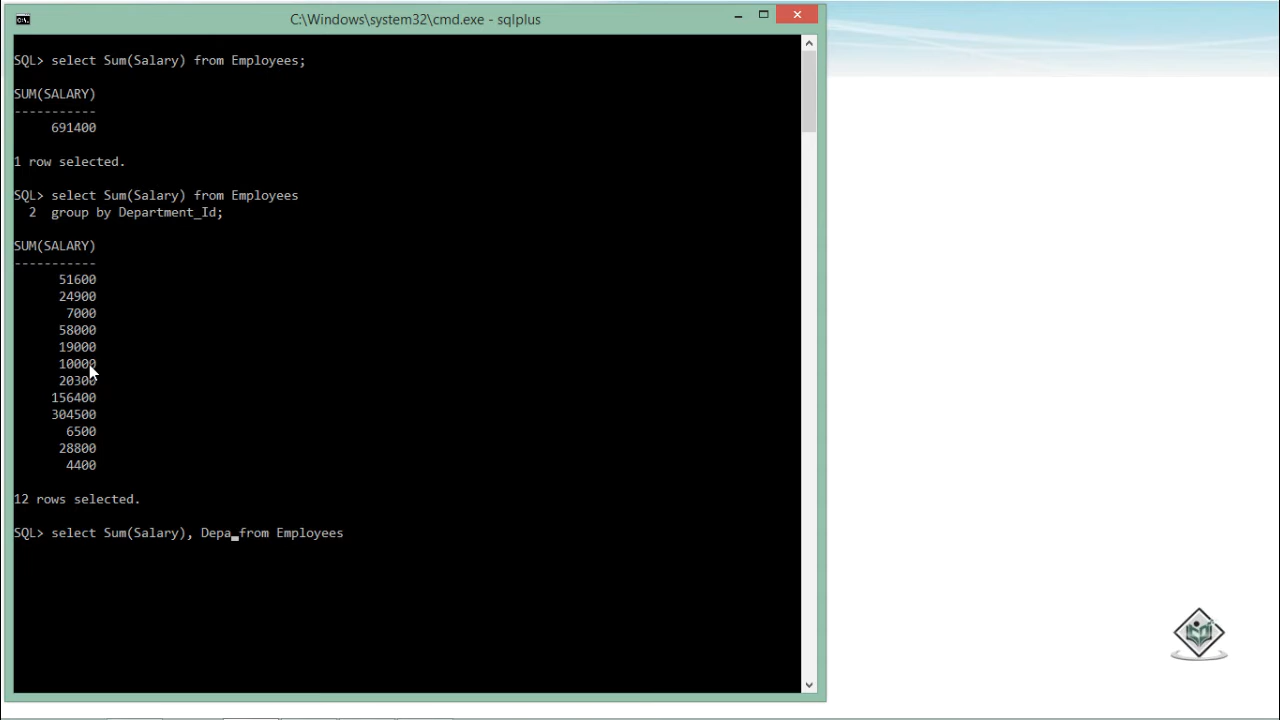 C:\Windows\system32\cmd.exe - sqlplus
SQL> select Sum(Salary) from Employees;
SUM(SALARY)
-----------
691400
1 row selected.
SQL> select Sum(Salary) from Employees
2 group by Department_Id;
SUM(SALARY)
-----------
51600
24900
7000
58000
19000
10000
20300
156400
304500
6500
28800
4400
12 rows selected.
SQL> select Sum(Salary), Depa_from Employees